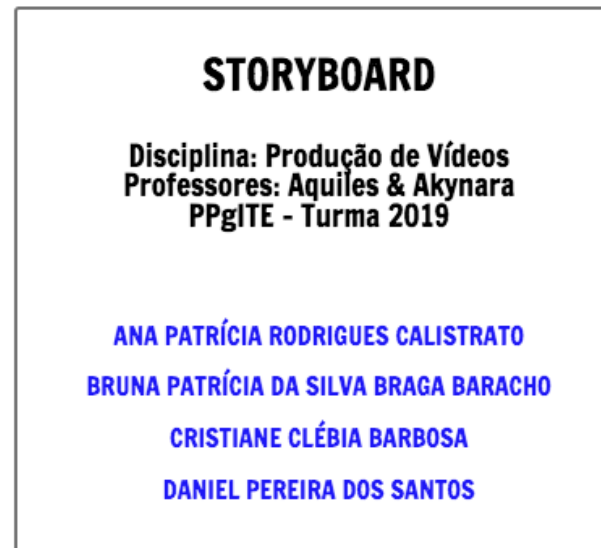 STORYBOARD
Disciplina: Produção de Vídeos
Professores: Aquiles & Akynara
PPgITE - Turma 2019
ANA PATRÍCIA RODRIGUES CALISTRATO
BRUNA PATRÍCIA DA SILVA BRAGA BARACHO
CRISTIANE CLÉBIA BARBOSA
DANIEL PEREIRA DOS SANTOS